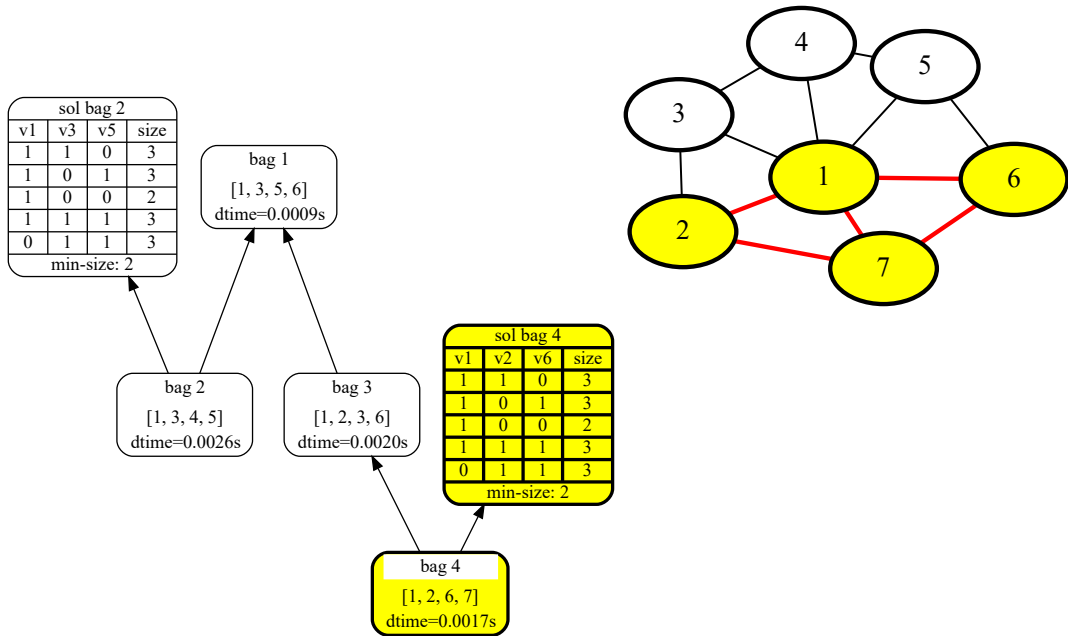 sol bag 2
v1 v3 v5 size
1 1 0 3
1 0 1 3
1 0 0 2
1 1 1 3
0 1 1 3
min-size: 2
bag 1
[1, 3, 5, 6]
dtime=0.0009s
4
5
3
1
6
2
7
bag 2
[1, 3, 4, 5]
dtime=0.0026s
bag 3
[1, 2, 3, 6]
dtime=0.0020s
sol bag 4
v1 v2 v6 size
1 1 0 3
1 0 1 3
1 0 0 2
1 1 1 3
0 1 1 3
min-size: 2
bag 4
[1, 2, 6, 7]
dtime=0.0017s